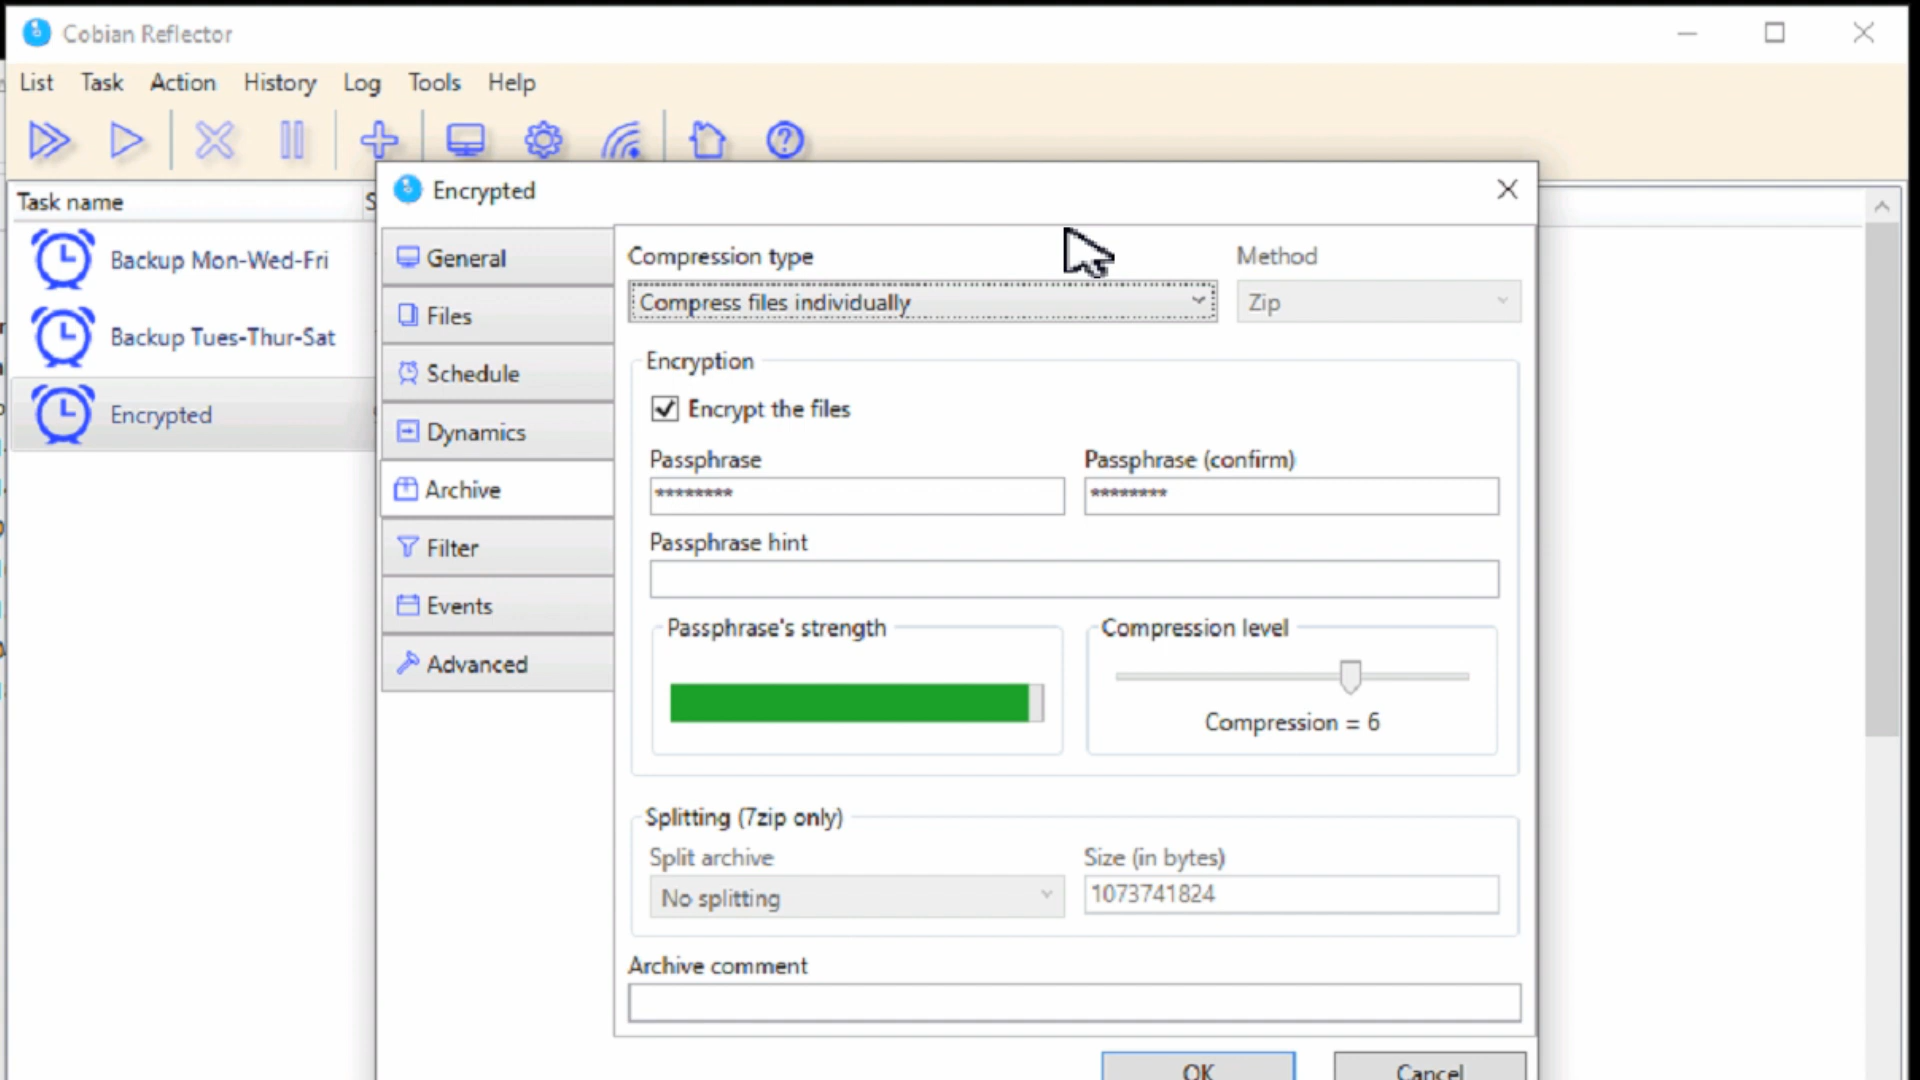 Cobian Reflector
List Task Action History Log Tools Help
Task name
Backup Mon-Wed-Fri
Backup Tues-Thur-Sat
Encrypted
Encrypted
General
Files
Schedule
Dynamics
Archive
Filter
Events
Advanced
Compression type
Method
Compress files individually
Zip
Encryption
Encrypt the files
Passphrase
Passphrase (confirm)
********
********
Passphrase hint
Passphrase's strength
Compression level
Compression = 6
Splitting (7zip only)
Split archive
Size (in bytes)
No splitting
1073741824
Archive comment
OK
Cancel